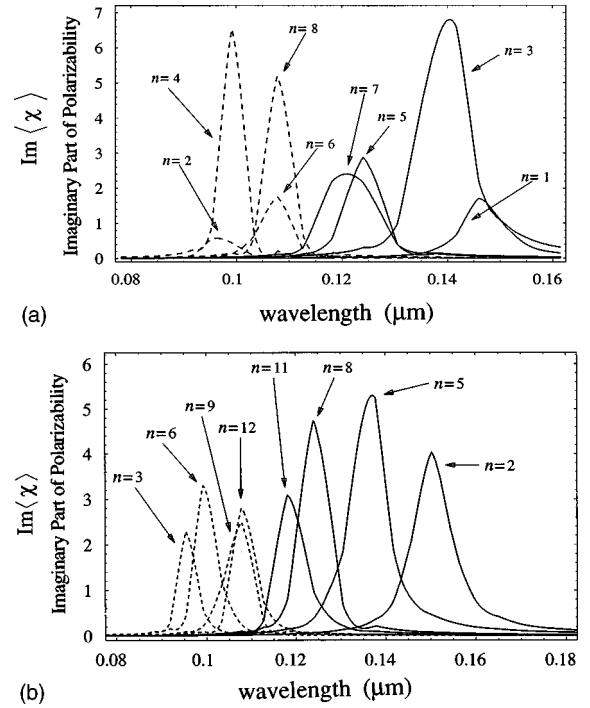 7
6
5
4
3
2
1
0
Im ⟨χ⟩
Imaginary Part of Polarizability
n=4
n=8
n=3
n=7
n=5
n=2
n=6
n=1
0.08 0.1 0.12 0.14 0.16
(a)
wavelength (μm)
6
5
4
3
2
1
0
Im⟨χ⟩
Imaginary Part of Polarizability
n=11
n=8
n=5
n=9
n=12
n=6
n=3
n=2
0.08 0.1 0.12 0.14 0.16 0.18
(b)
wavelength (μm)